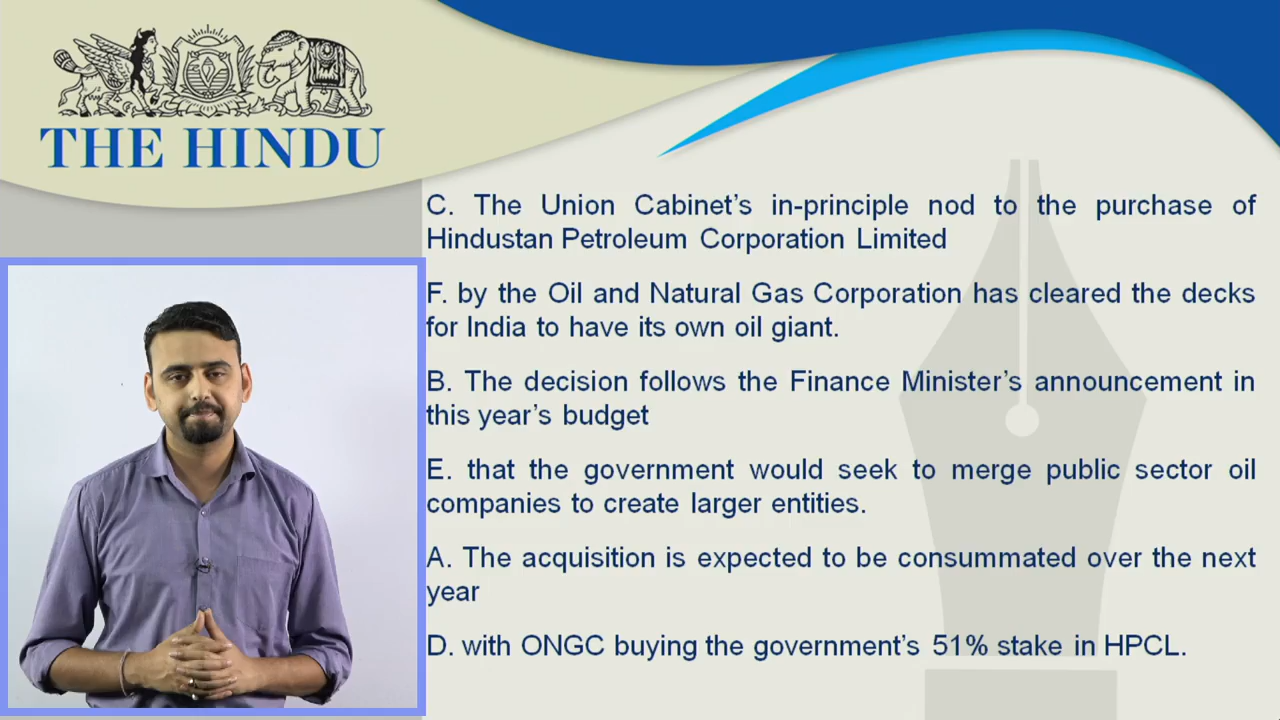 THE HINDU
C. The Union Cabinet's in-principle nod to the purchase of
Hindustan Petroleum Corporation Limited
F. by the Oil and Natural Gas Corporation has cleared the decks
for India to have its own oil giant.
B. The decision follows the Finance Minister's announcement in
this year's budget
E. that the government would seek to merge public sector oil
companies to create larger entities.
A. The acquisition is expected to be consummated over the next
year
D. with ONGC buying the government's 51% stake in HPCL.